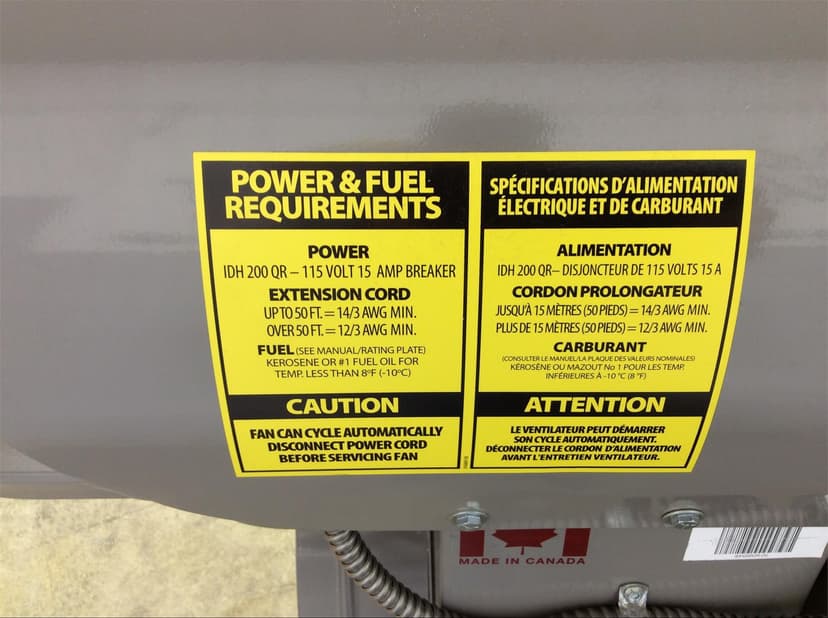 POWER & FUEL
REQUIREMENTS
POWER
IDH 200 QR – 115 VOLT 15 AMP BREAKER
EXTENSION CORD
UP TO 50 FT. = 14/3 AWG MIN.
OVER 50 FT. = 12/3 AWG MIN.
FUEL (SEE MANUAL/RATING PLATE)
KEROSENE OR #1 FUEL OIL FOR
TEMP. LESS THAN 8ºF (-10ºC)
CAUTION
FAN CAN CYCLE AUTOMATICALLY
DISCONNECT POWER CORD
BEFORE SERVICING FAN
SPÉCIFICATIONS D'ALIMENTATION
ÉLECTRIQUE ET DE CARBURANT
ALIMENTATION
IDH 200 QR– DISJONCTEUR DE 115 VOLTS 15 A
CORDON PROLONGATEUR
JUSQU'À 15 MÈTRES (50 PIEDS) = 14/3 AWG MIN.
PLUS DE 15 MÈTRES (50 PIEDS) = 12/3 AWG MIN.
CARBURANT
(CONSULTER LE MANUEL/LA PLAQUE DES VALEURS NOMINALES)
KÉROSÈNE OU MAZOUT No 1 POUR LES TEMP.
INFÉRIEURES À -10 °C (8 °F)
ATTENTION
LE VENTILATEUR PEUT DÉMARRER
SON CYCLE AUTOMATIQUEMENT.
DÉCONNECTER LE CORDON D'ALIMENTATION
AVANT L'ENTRETIEN VENTILATEUR.
MADE IN CANADA